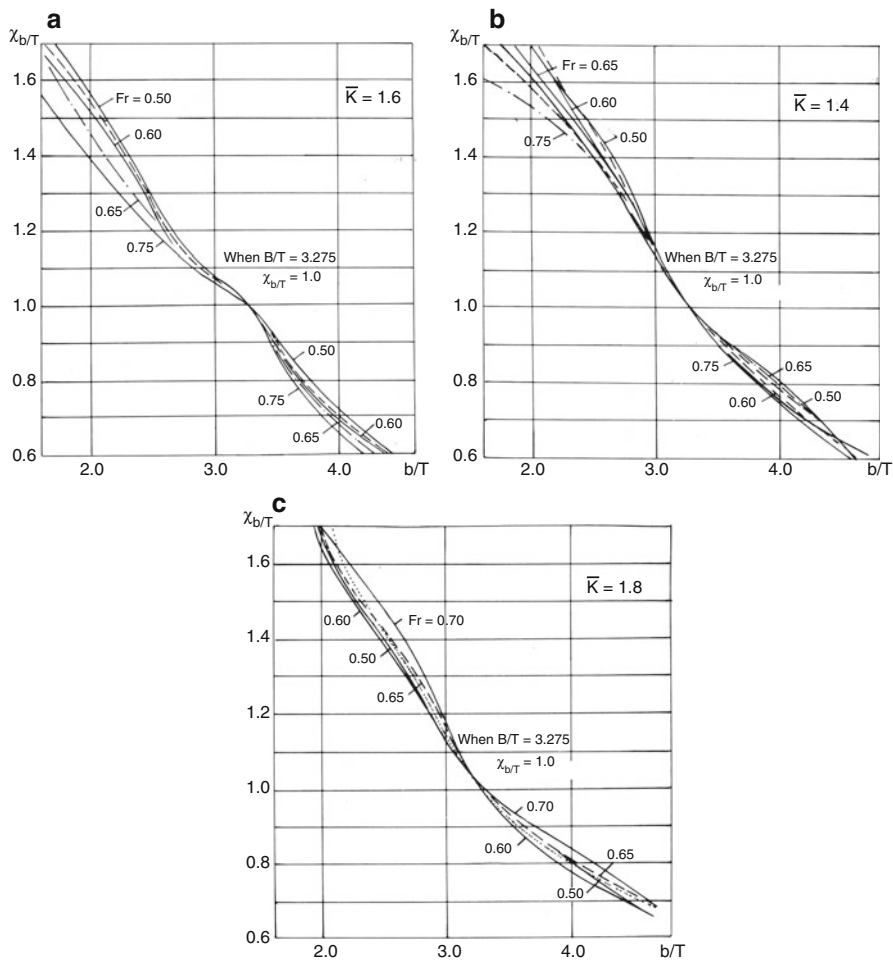 a
χb/T
1.6
1.4
1.2
1.0
0.8
0.6
2.0 3.0 4.0 b/T
Fr = 0.50
0.60
K̅ = 1.6
0.65
0.75
When B/T = 3.275
χb/T = 1.0
0.50
0.75
0.65
0.60
b
χb/T
1.6
1.4
1.2
1.0
0.8
0.6
2.0 3.0 4.0 b/T
Fr = 0.65
0.60
K̅ = 1.4
0.50
0.75
When B/T = 3.275
χb/T = 1.0
0.65
0.75
0.60
0.50
c
χb/T
1.6
1.4
1.2
1.0
0.8
0.6
2.0 3.0 4.0 b/T
K̅ = 1.8
0.60
Fr = 0.70
0.50
0.65
When B/T = 3.275
χb/T = 1.0
0.70
0.60
0.65
0.50